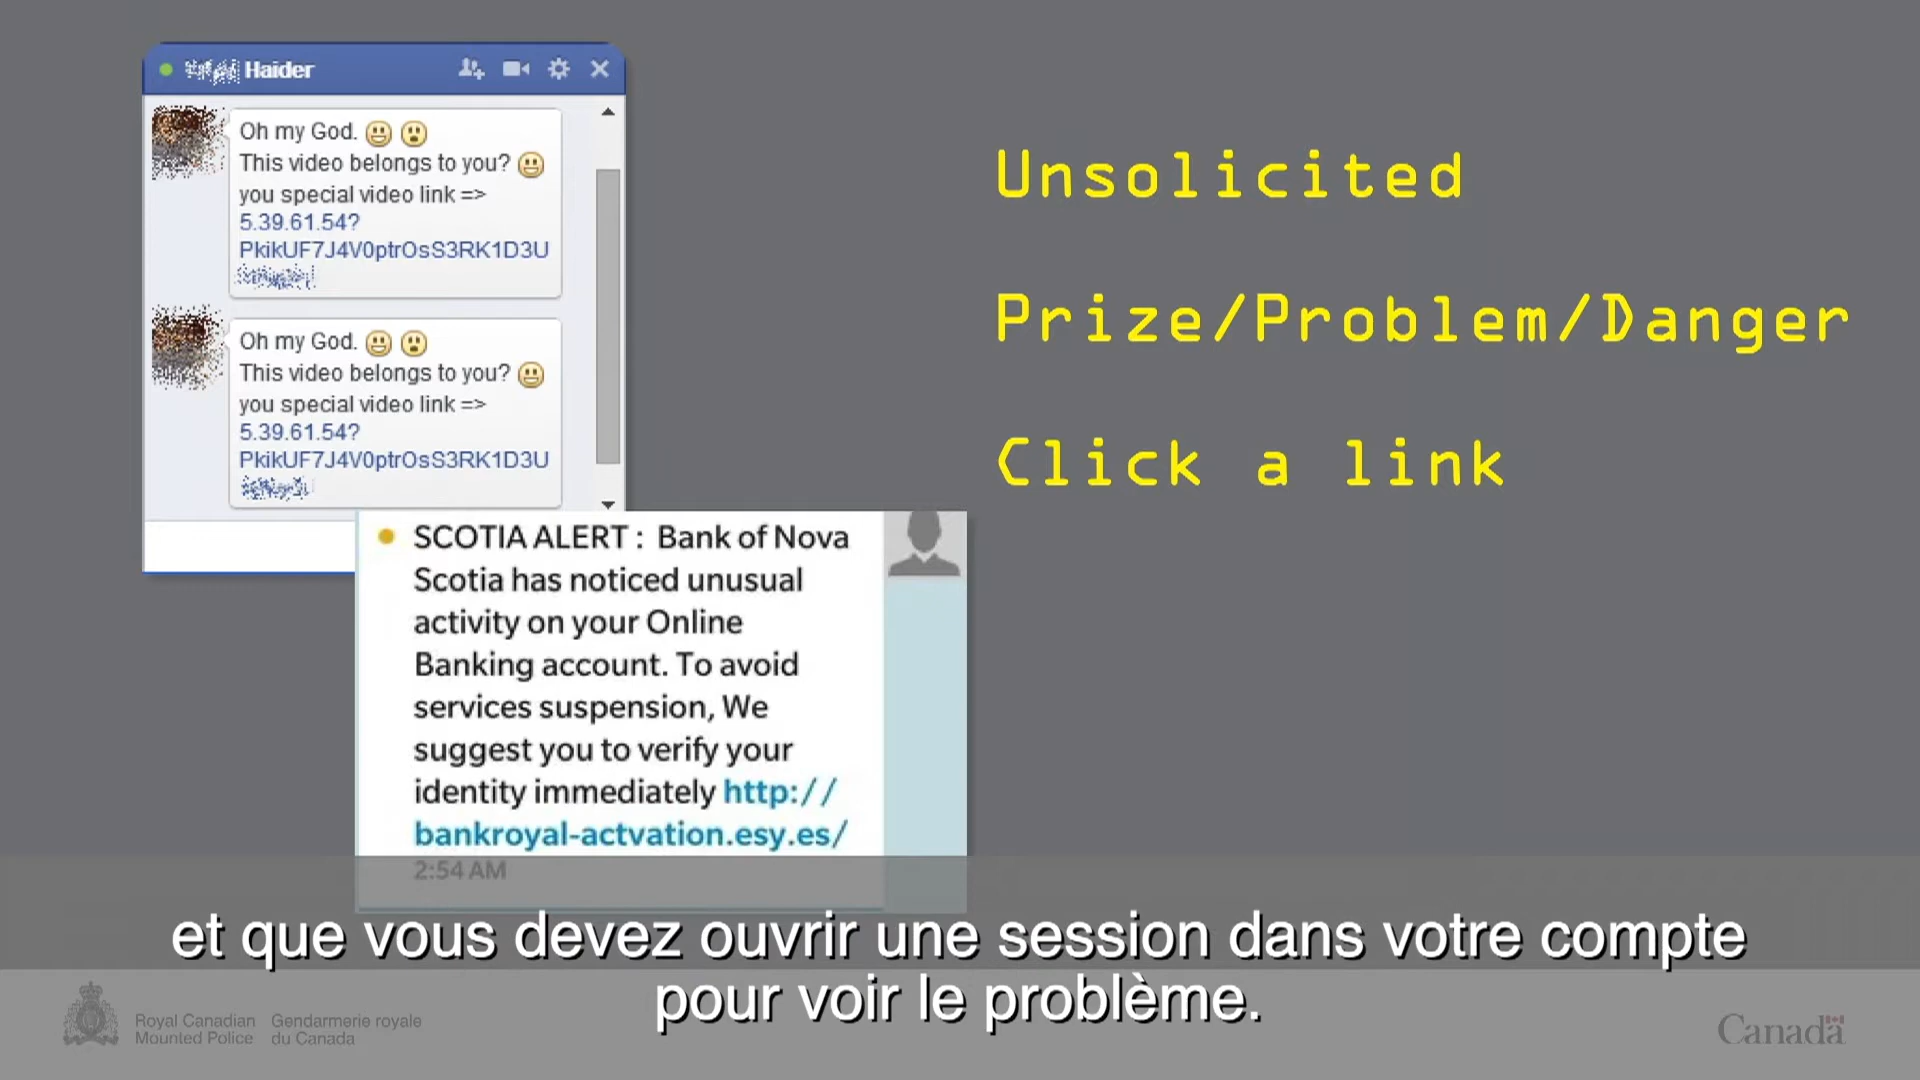 Haider
Oh my God.
This video belongs to you?
you special video link =>
5.39.61.54?
PkikUF7J4V0ptrOsS3RK1D3U
Oh my God.
This video belongs to you?
you special video link =>
5.39.61.54?
PkikUF7J4V0ptrOsS3RK1D3U
Unsolicited
Prize/Problem/Danger
Click a link
SCOTIA ALERT : Bank of Nova
Scotia has noticed unusual
activity on your Online
Banking account. To avoid
services suspension, We
suggest you to verify your
identity immediately http://
bankroyal-actvation.esy.es/
2:54 AM
et que vous devez ouvrir une session dans votre compte
pour voir le problème.
Royal Canadian Gendarmerie royale
Mounted Police du Canada
Canada